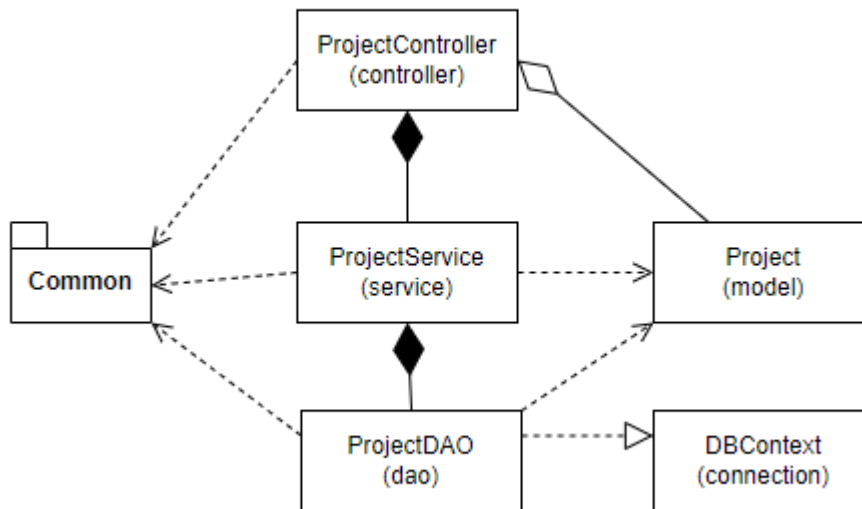 ProjectController
(controller)
Common
ProjectService
(service)
Project
(model)
ProjectDAO
(dao)
DBContext
(connection)